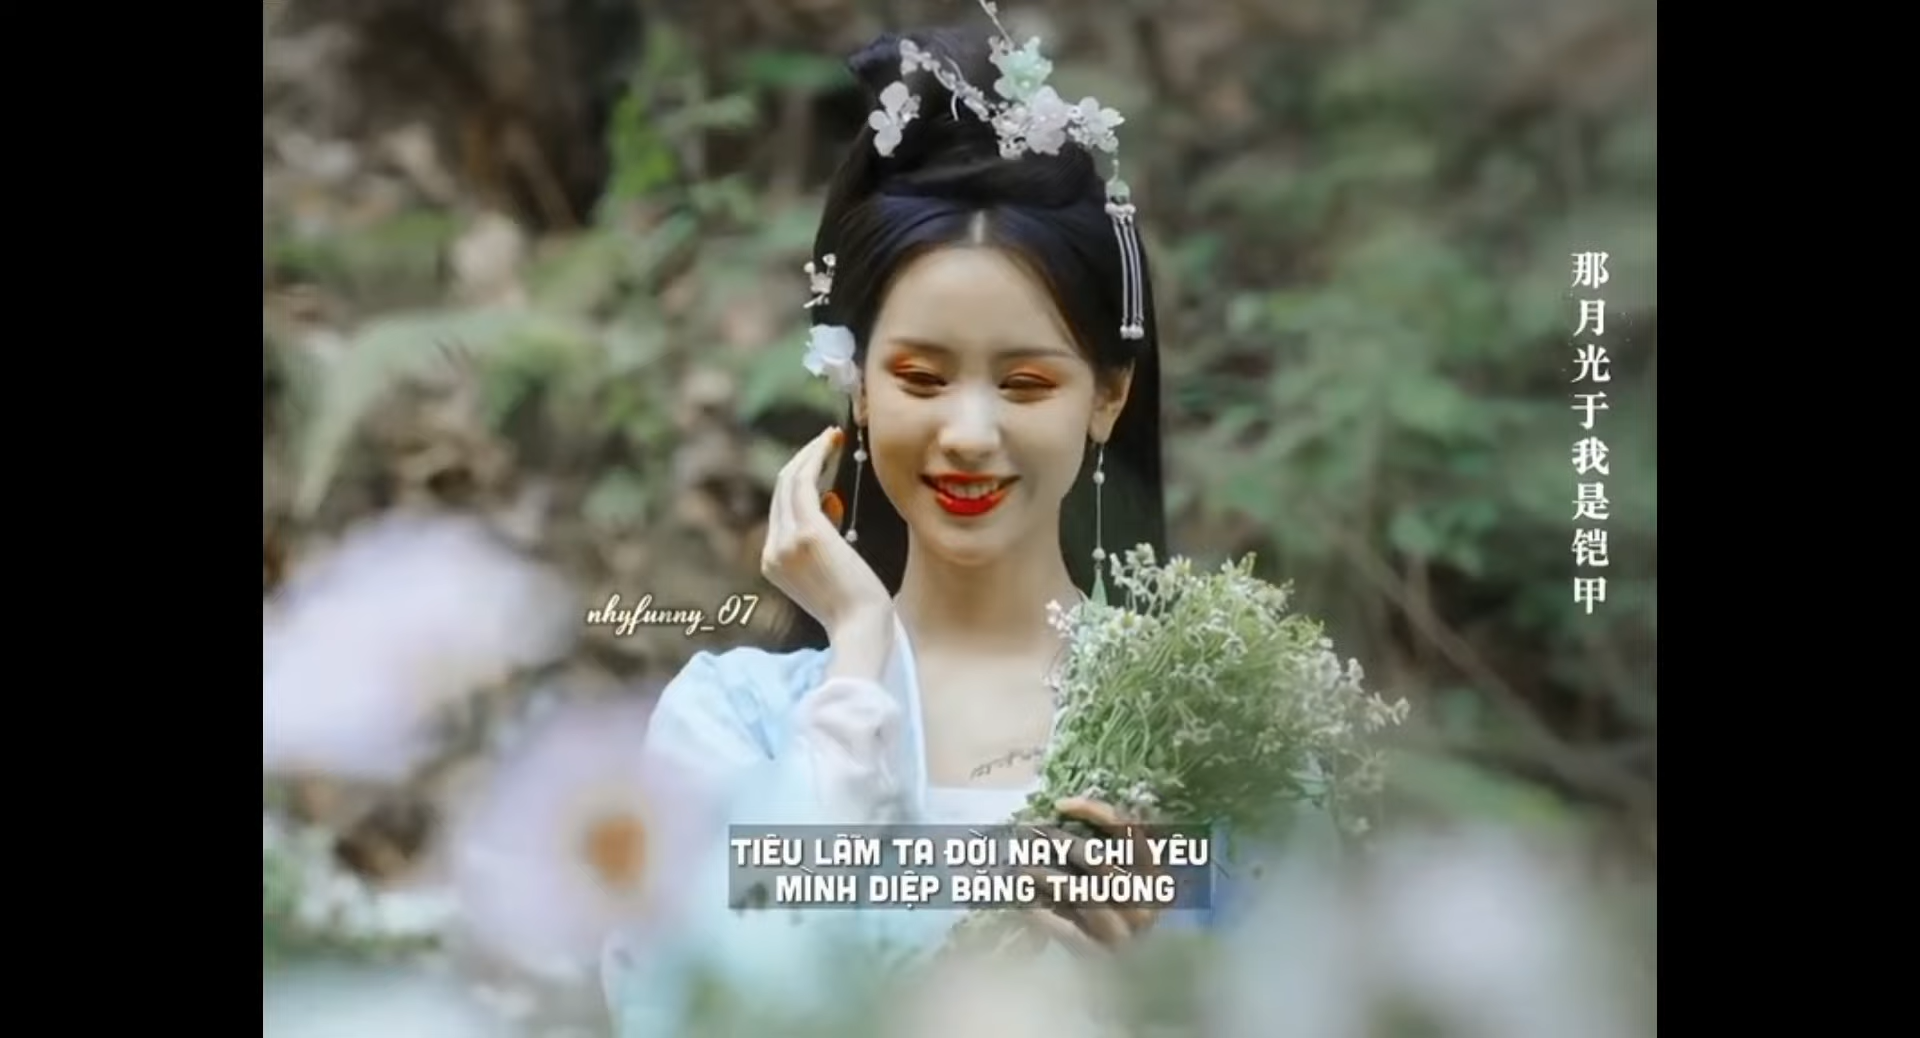 那月光于我是铠甲
nhyfunny_07
TIÊU LẪM TA ĐỜI NÀY CHỈ YÊU
MÌNH DIỆP BĂNG THƯỜNG